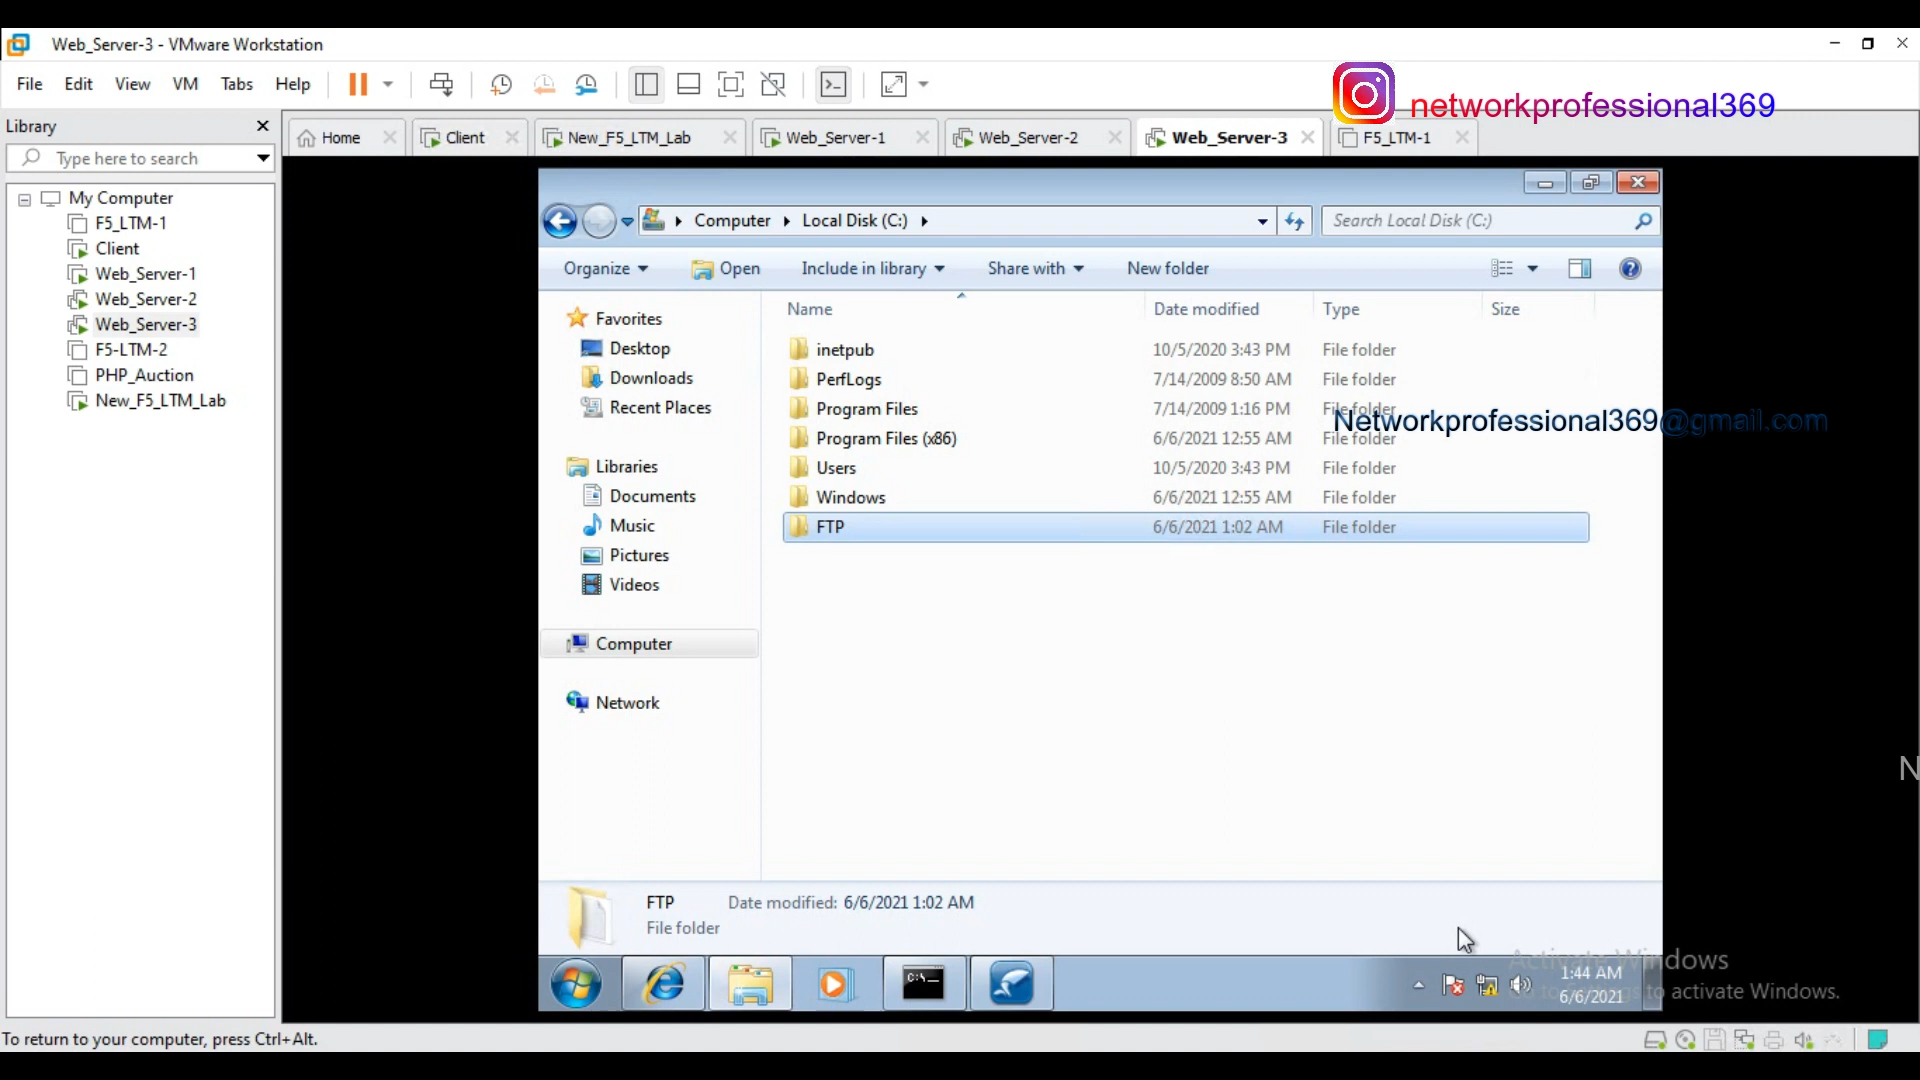 Web_Server-3 - VMware Workstation
File Edit View VM Tabs Help
networkprofessional369
Library
Home Client New_F5_LTM_Lab Web_Server-1 Web_Server-2 Web_Server-3 F5_LTM-1
Type here to search
My Computer
F5_LTM-1
Client
Web_Server-1
Web_Server-2
Web_Server-3
F5-LTM-2
PHP_Auction
New_F5_LTM_Lab
Computer Local Disk (C:)
Search Local Disk (C:)
Organize Open Include in library Share with New folder
Favorites
Desktop
Downloads
Recent Places
Libraries
Documents
Music
Pictures
Videos
Computer
Network
Name Date modified Type Size
inetpub 10/5/2020 3:43 PM File folder
PerfLogs 7/14/2009 8:50 AM File folder
Program Files 7/14/2009 1:16 PM File folder
Networkprofessional369@gmail.com
Program Files (x86) 6/6/2021 12:55 AM File folder
Users 10/5/2020 3:43 PM File folder
Windows 6/6/2021 12:55 AM File folder
FTP 6/6/2021 1:02 AM File folder
N
FTP Date modified: 6/6/2021 1:02 AM
File folder
C:\_
Activate Windows
1:44 AM
6/6/2021
to activate Windows.
To return to your computer, press Ctrl+Alt.